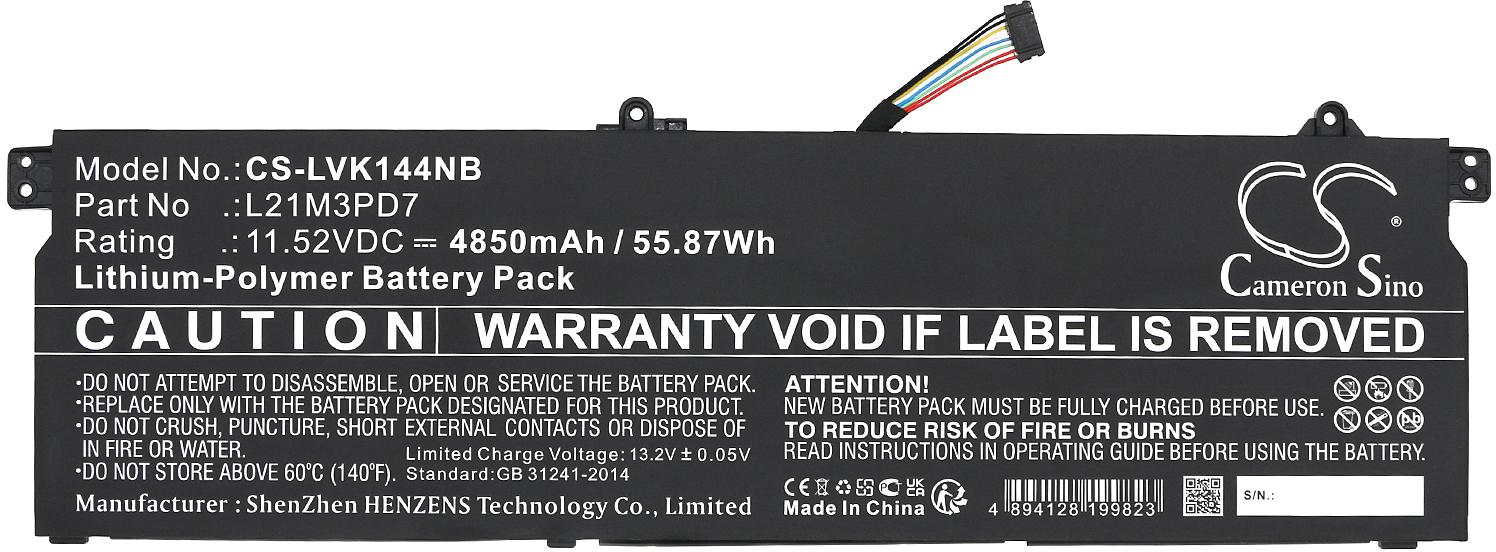 Model No.: CS-LVK144NB
Part No .: L21M3PD7
Rating .: 11.52VDC ⎓ 4850mAh / 55.87Wh
Lithium-Polymer Battery Pack
CS ®
Cameron Sino
CAUTION WARRANTY VOID IF LABEL IS REMOVED
•DO NOT ATTEMPT TO DISASSEMBLE, OPEN OR SERVICE THE BATTERY PACK.
•REPLACE ONLY WITH THE BATTERY PACK DESIGNATED FOR THIS PRODUCT.
•DO NOT CRUSH, PUNCTURE, SHORT EXTERNAL CONTACTS OR DISPOSE OF
IN FIRE OR WATER.
•DO NOT STORE ABOVE 60°C (140°F).
Limited Charge Voltage: 13.2V ± 0.05V
Standard: GB 31241-2014
Manufacturer : ShenZhen HENZENS Technology Co., Limited
ATTENTION!
NEW BATTERY PACK MUST BE FULLY CHARGED BEFORE USE.
TO REDUCE RISK OF FIRE OR BURNS
READ INSTRUCTIONS IN OPERATING GUIDE BEFORE USING THE BATTERY.
CE UKCA
Made In China
4 894128 199823
S/N.: